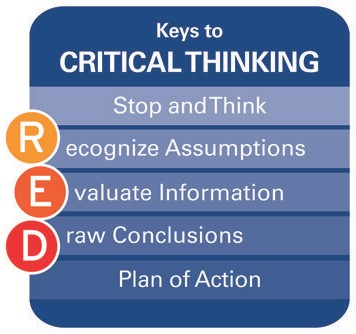 Keys to
CRITICAL THINKING
Stop and Think
Recognize Assumptions
Evaluate Information
Draw Conclusions
Plan of Action